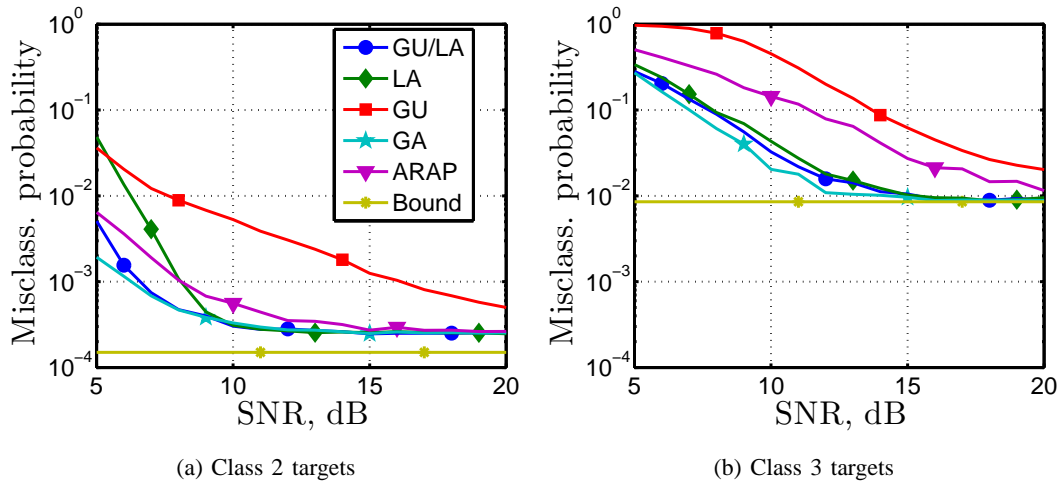 Misclass. probability
10^0
10^-1
10^-2
10^-3
10^-4
5 10 15 20
SNR, dB
GU/LA
LA
GU
GA
ARAP
Bound
(a) Class 2 targets
Misclass. probability
10^0
10^-1
10^-2
10^-3
10^-4
5 10 15 20
SNR, dB
(b) Class 3 targets